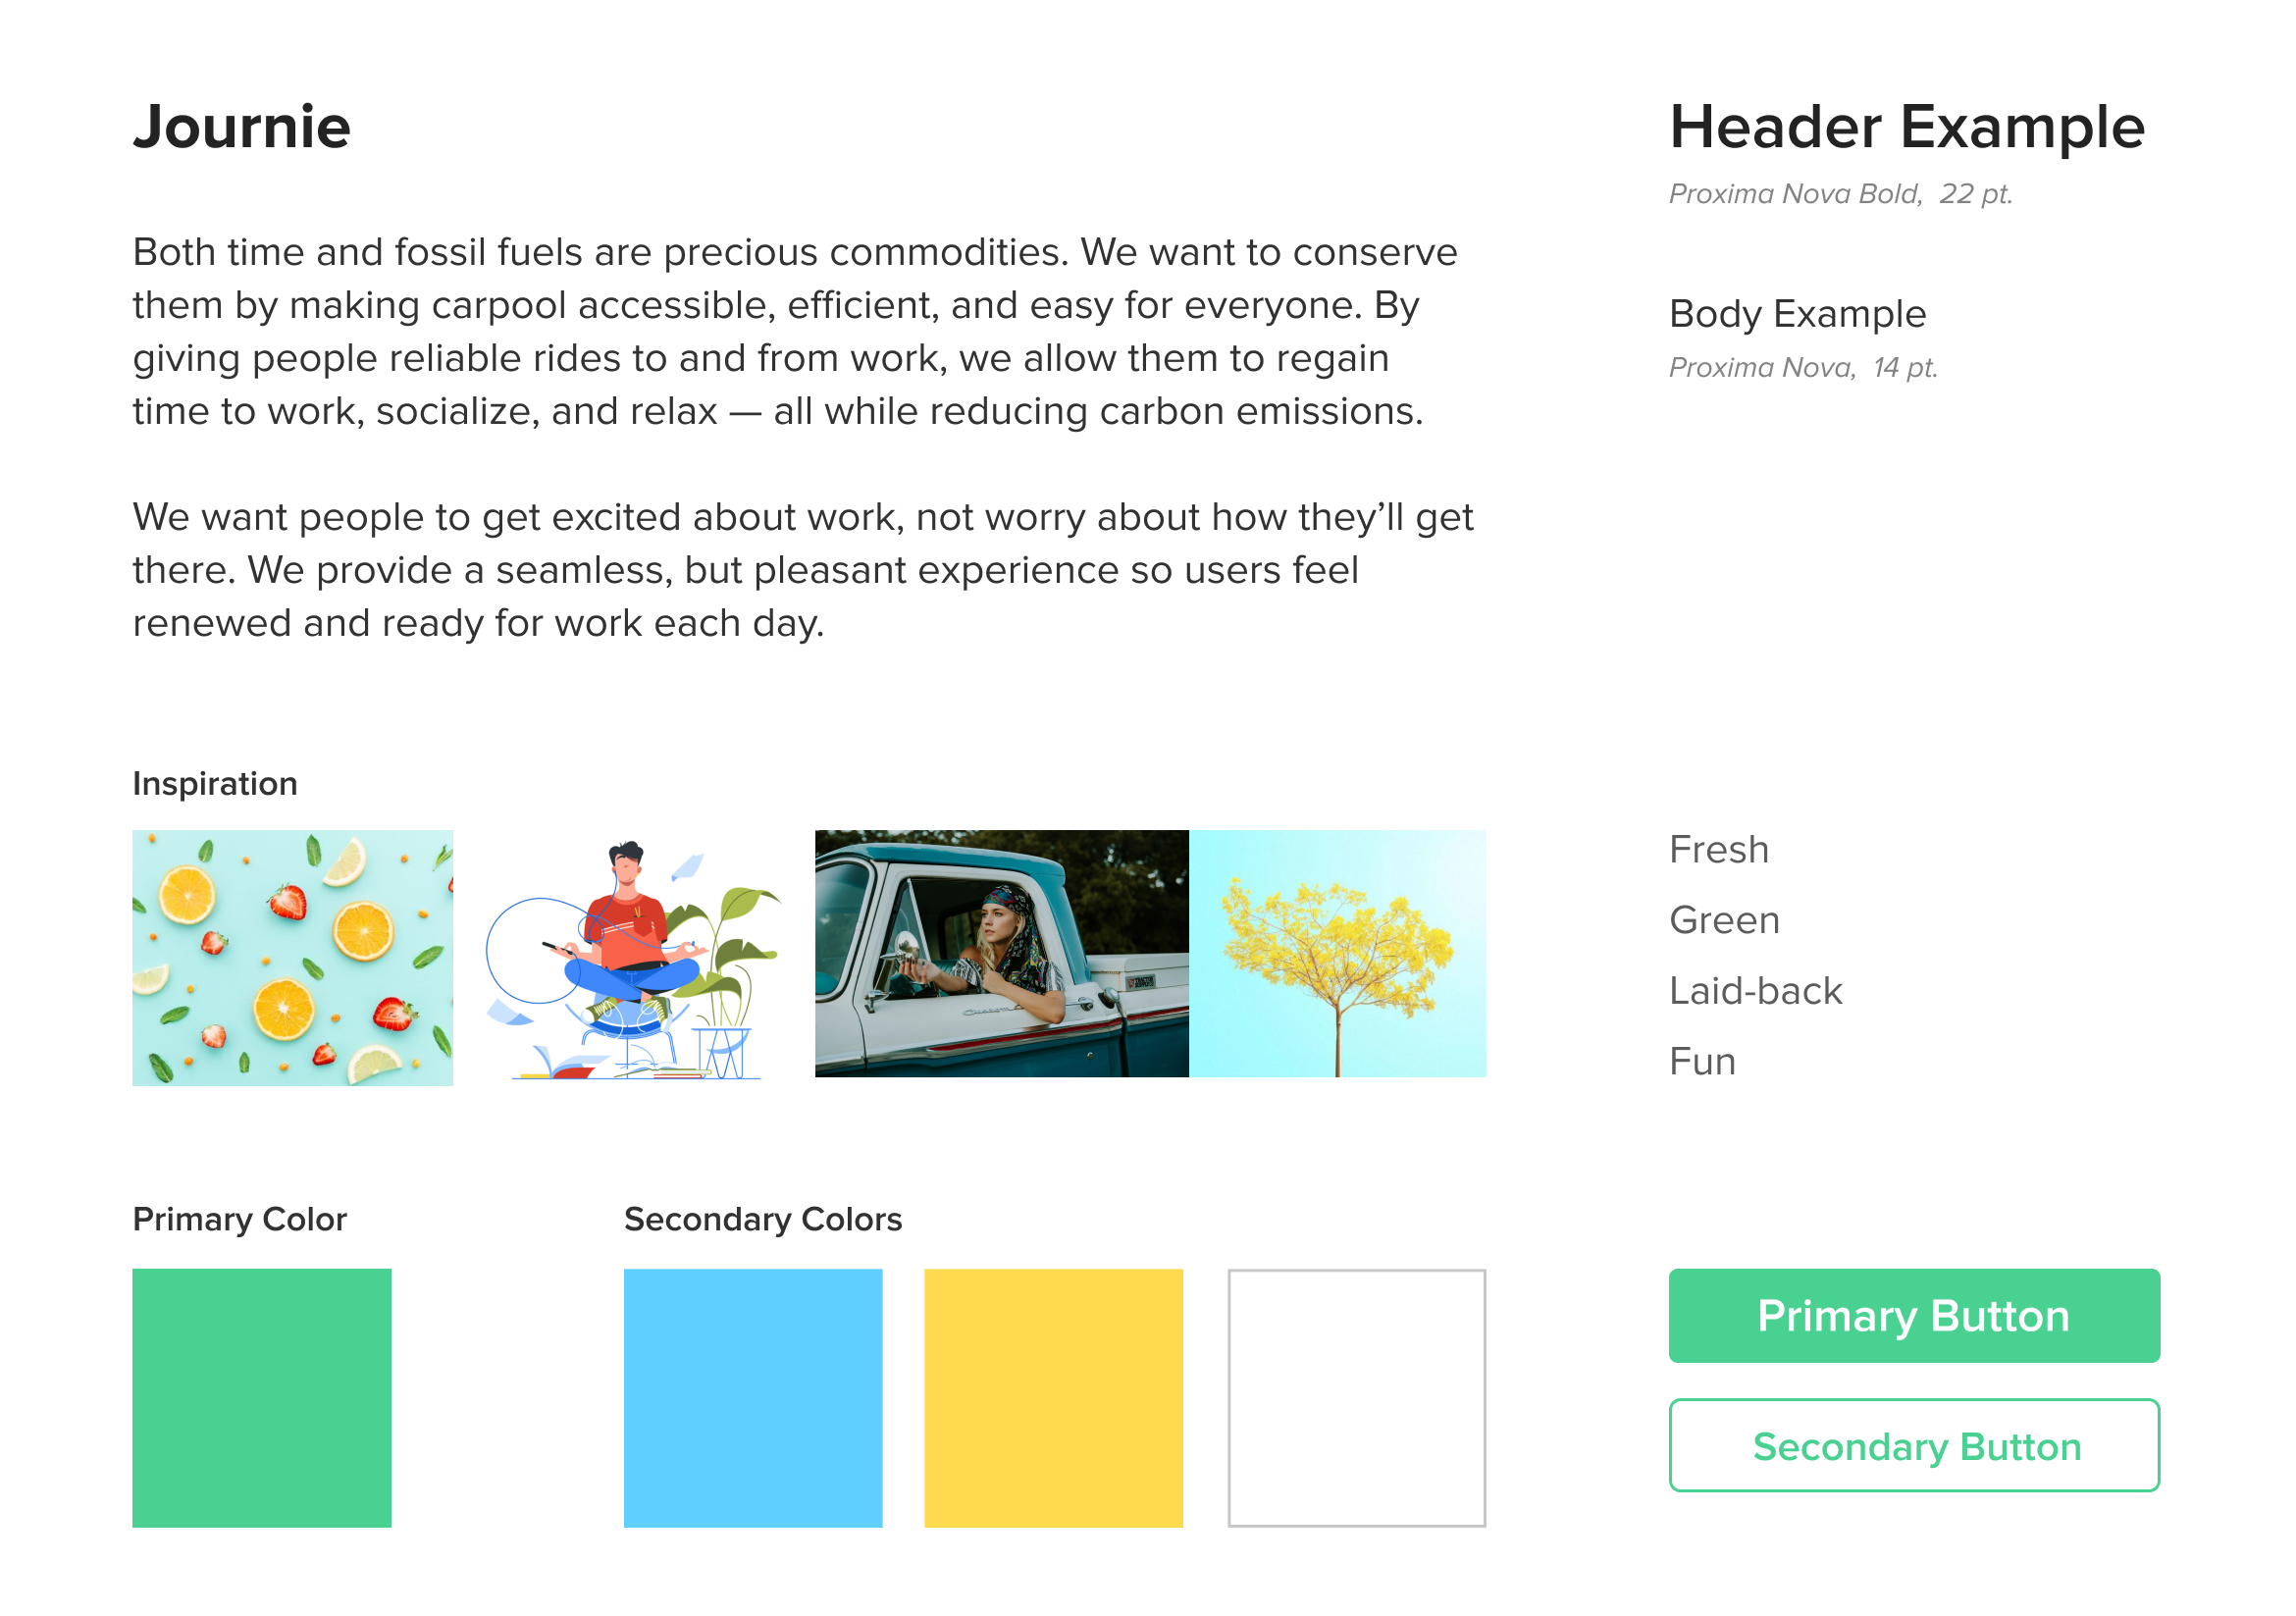 Journie
Both time and fossil fuels are precious commodities. We want to conserve
them by making carpool accessible, efficient, and easy for everyone. By
giving people reliable rides to and from work, we allow them to regain
time to work, socialize, and relax — all while reducing carbon emissions.
We want people to get excited about work, not worry about how they’ll get
there. We provide a seamless, but pleasant experience so users feel
renewed and ready for work each day.
Header Example
Proxima Nova Bold, 22 pt.
Body Example
Proxima Nova, 14 pt.
Inspiration
Fresh
Green
Laid-back
Fun
Primary Color
Secondary Colors
Primary Button
Secondary Button